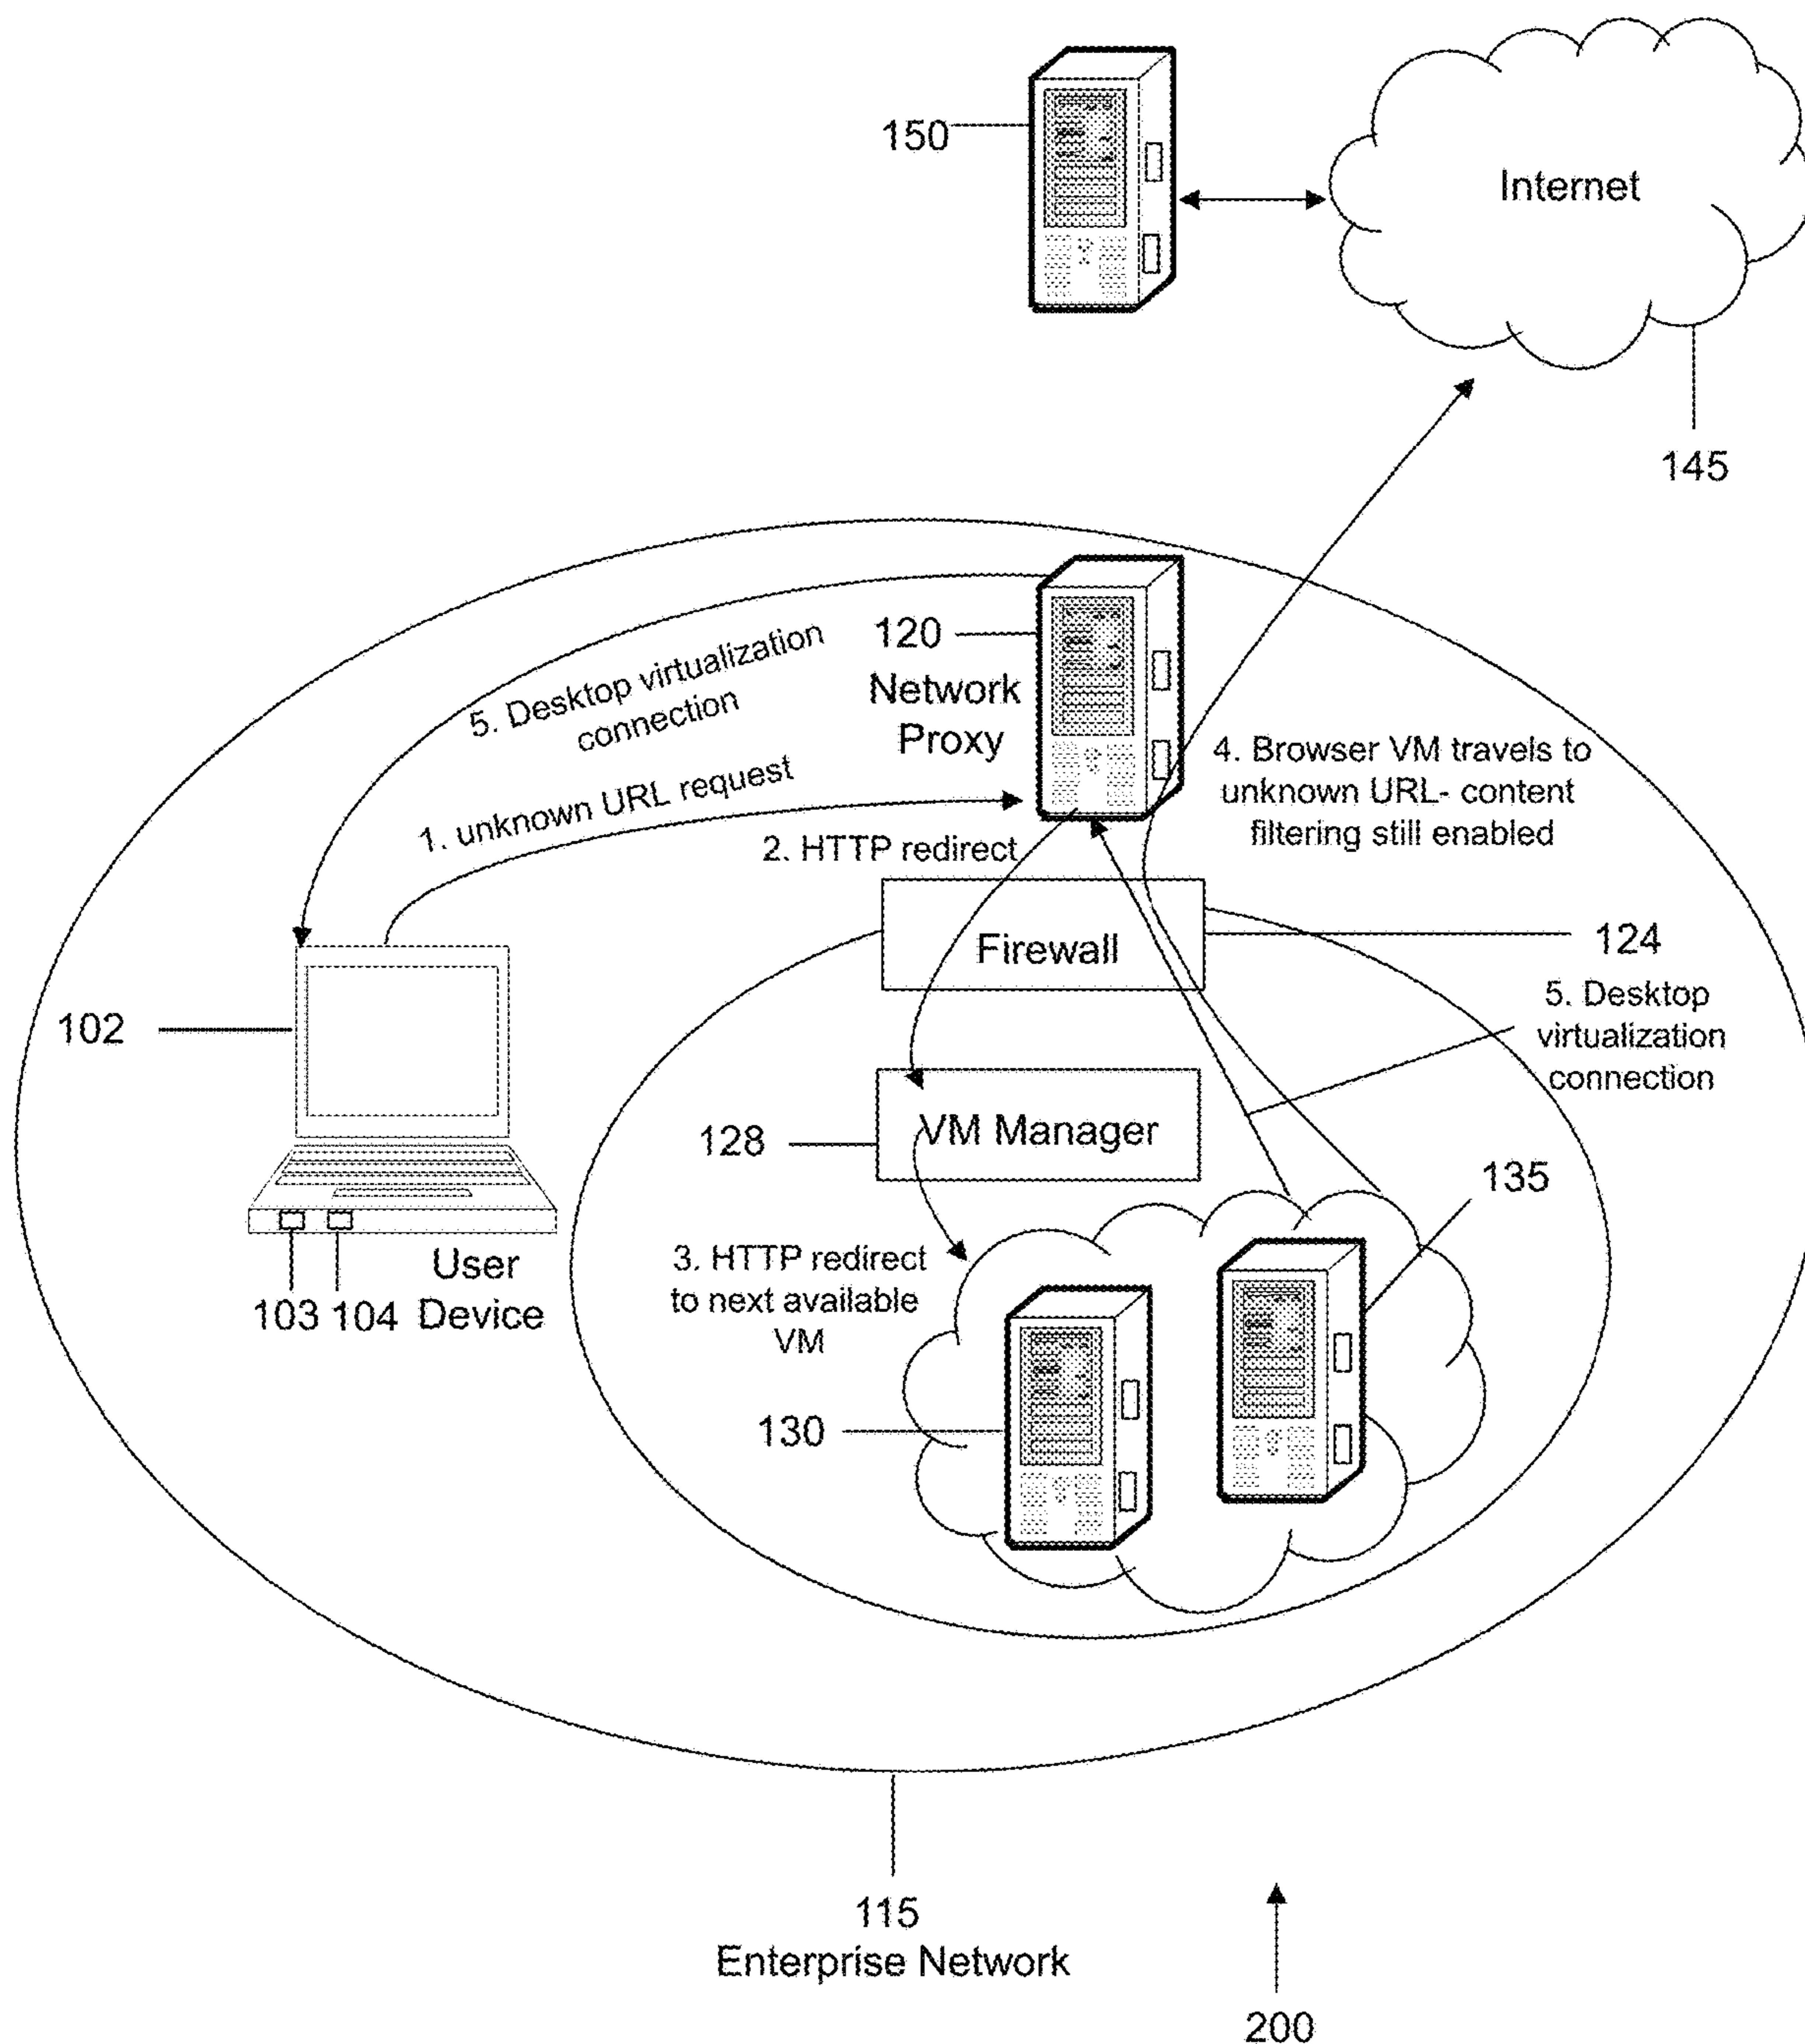 150
Internet
145
120
Network
Proxy
5. Desktop virtualization
connection
1. unknown URL request
2. HTTP redirect
4. Browser VM travels to
unknown URL- content
filtering still enabled
Firewall
124
5. Desktop
virtualization
connection
102
VM Manager
128
135
3. HTTP redirect
to next available
VM
User
Device
103
104
130
115
Enterprise Network
200